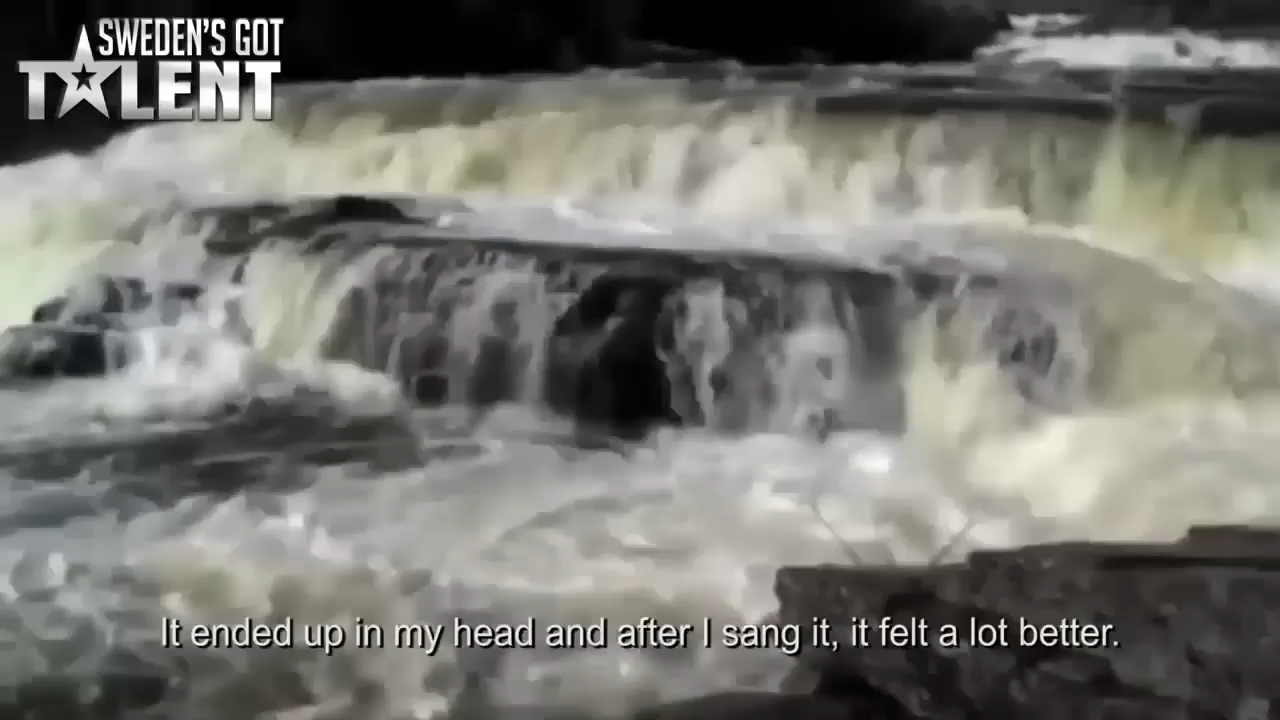 SWEDEN'S GOT
TALENT
It ended up in my head and after I sang it, it felt a lot better.